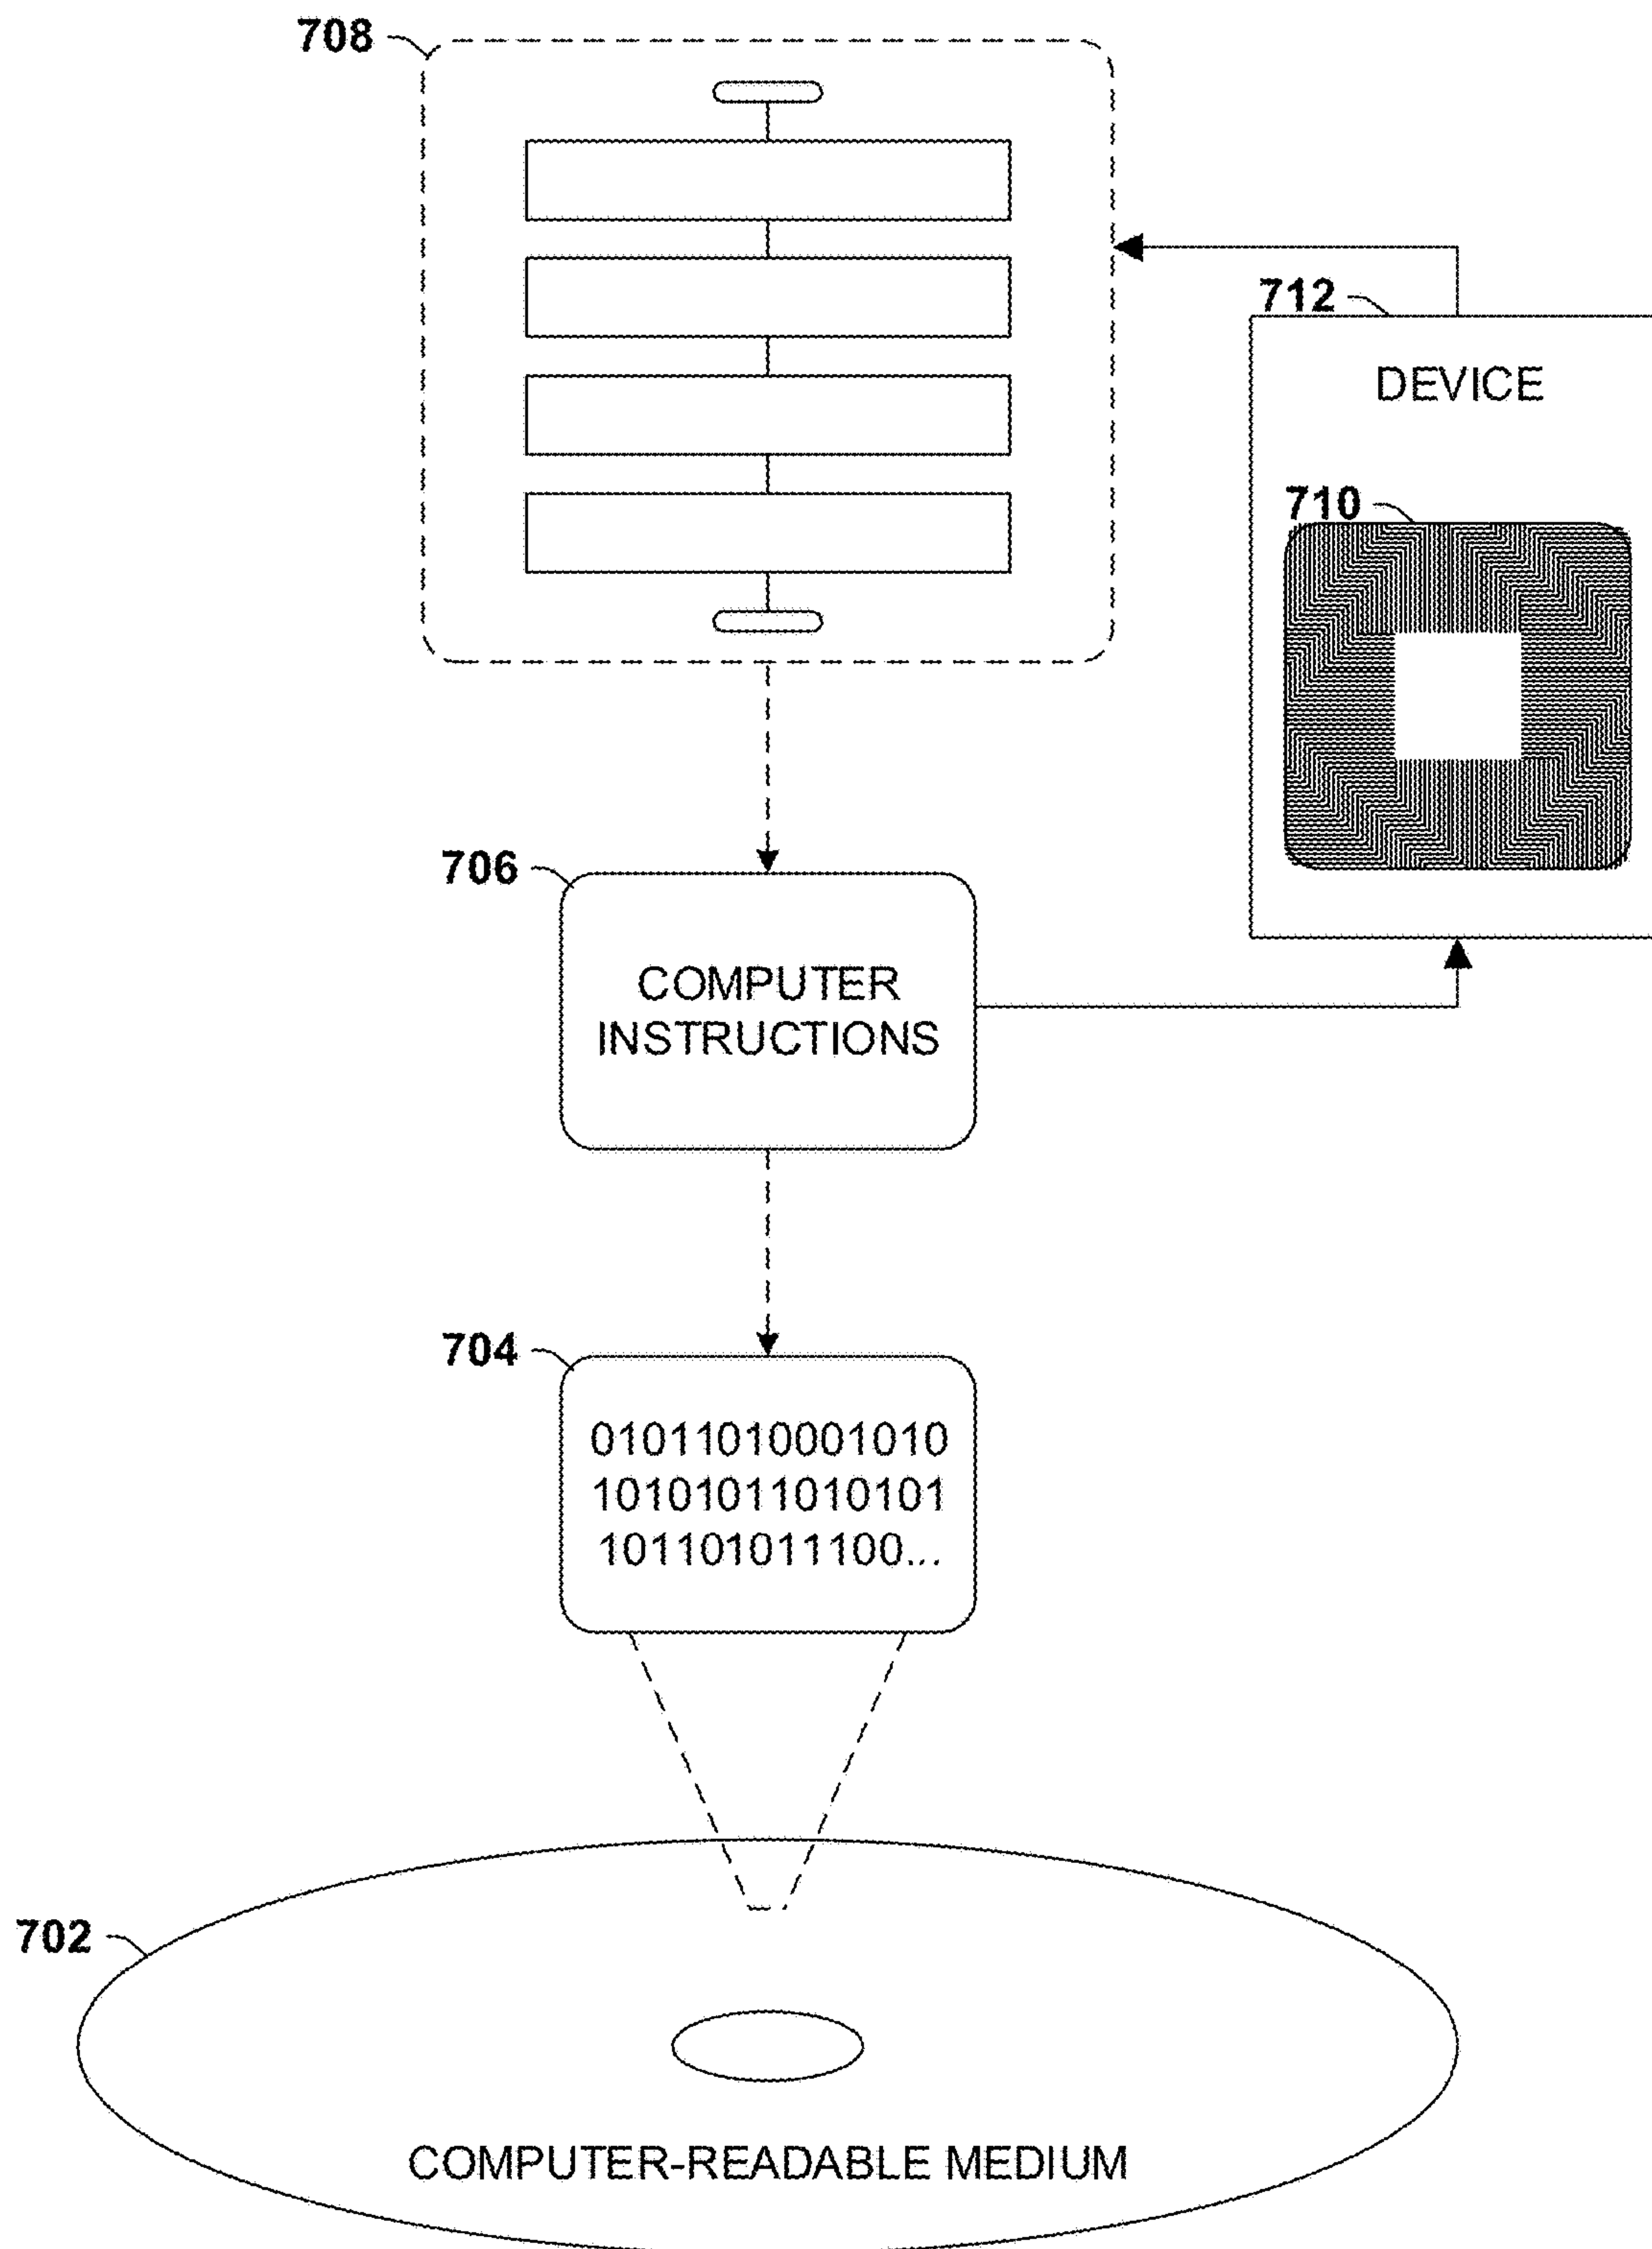 708
712
DEVICE
710
706
COMPUTER
INSTRUCTIONS
704
01011010001010
10101011010101
101101011100...
702
COMPUTER-READABLE MEDIUM